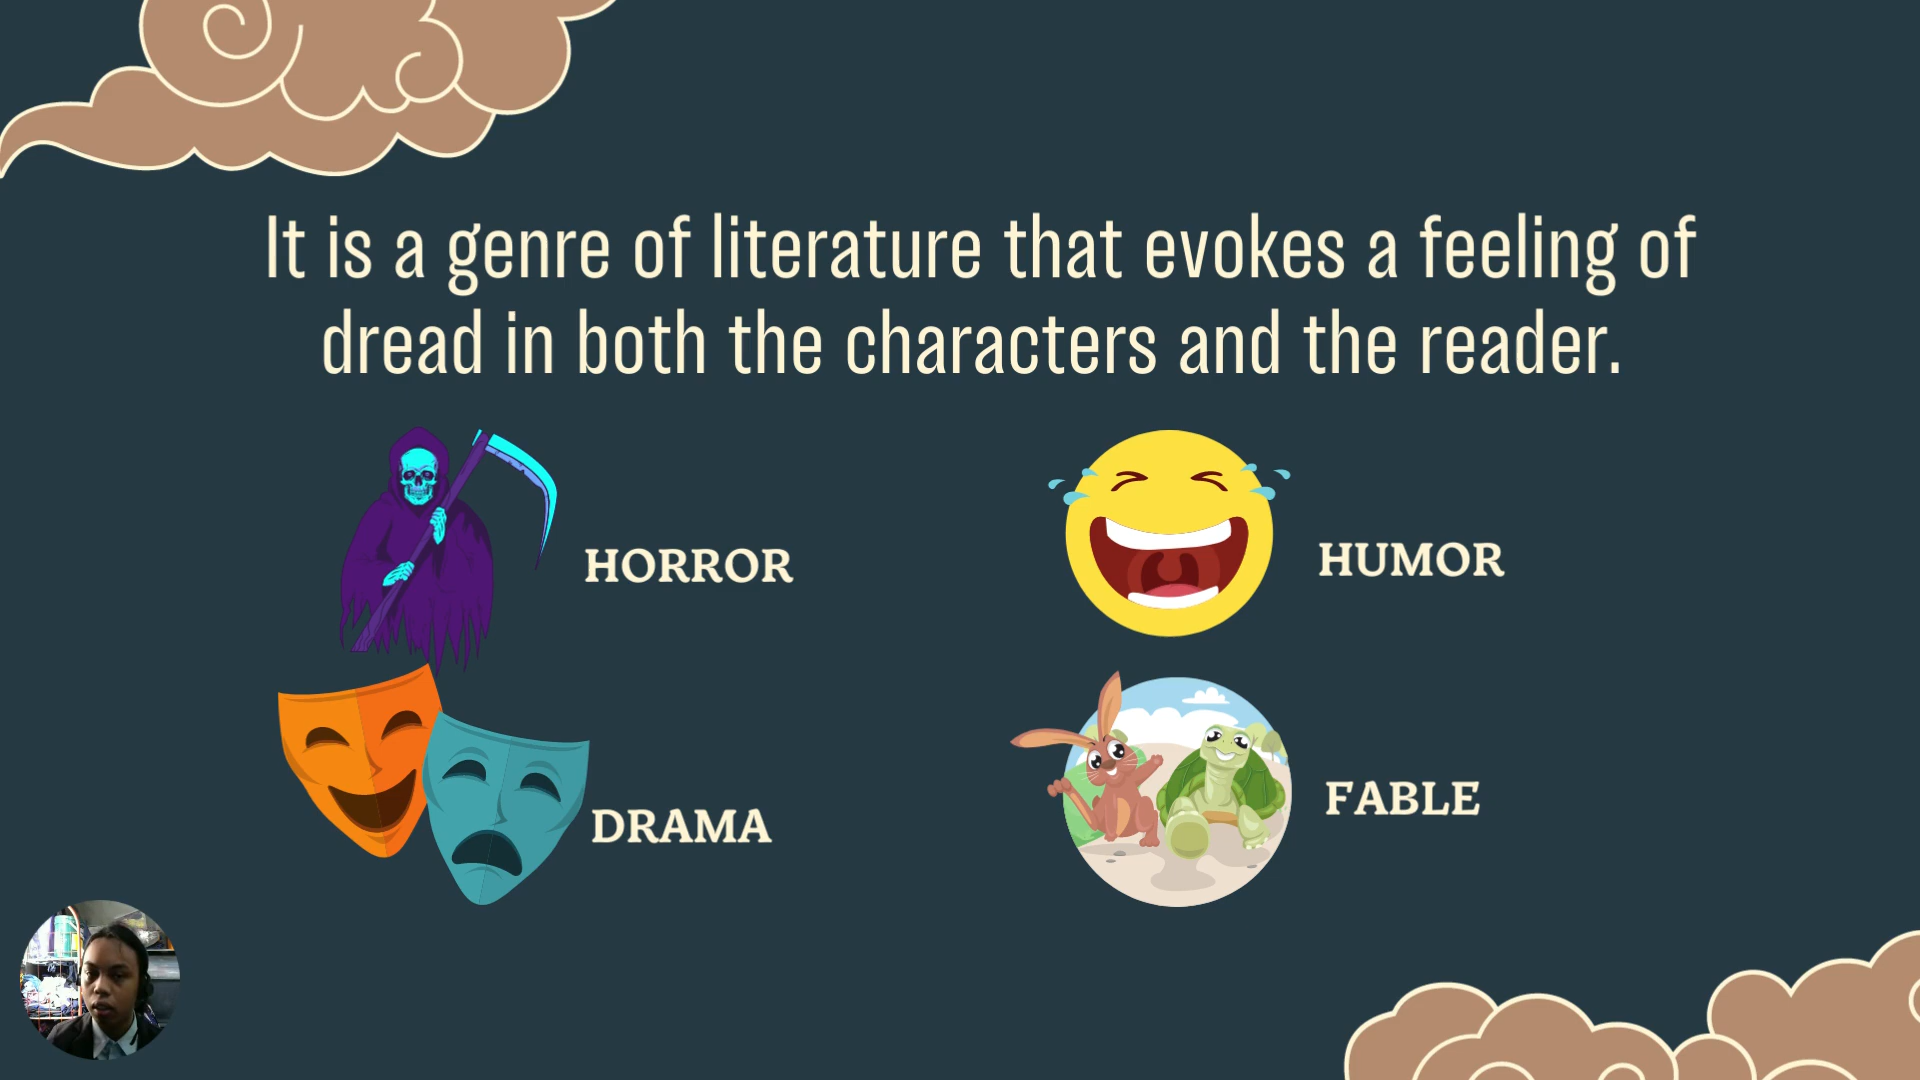 It is a genre of literature that evokes a feeling of
dread in both the characters and the reader.
HORROR
HUMOR
DRAMA
FABLE